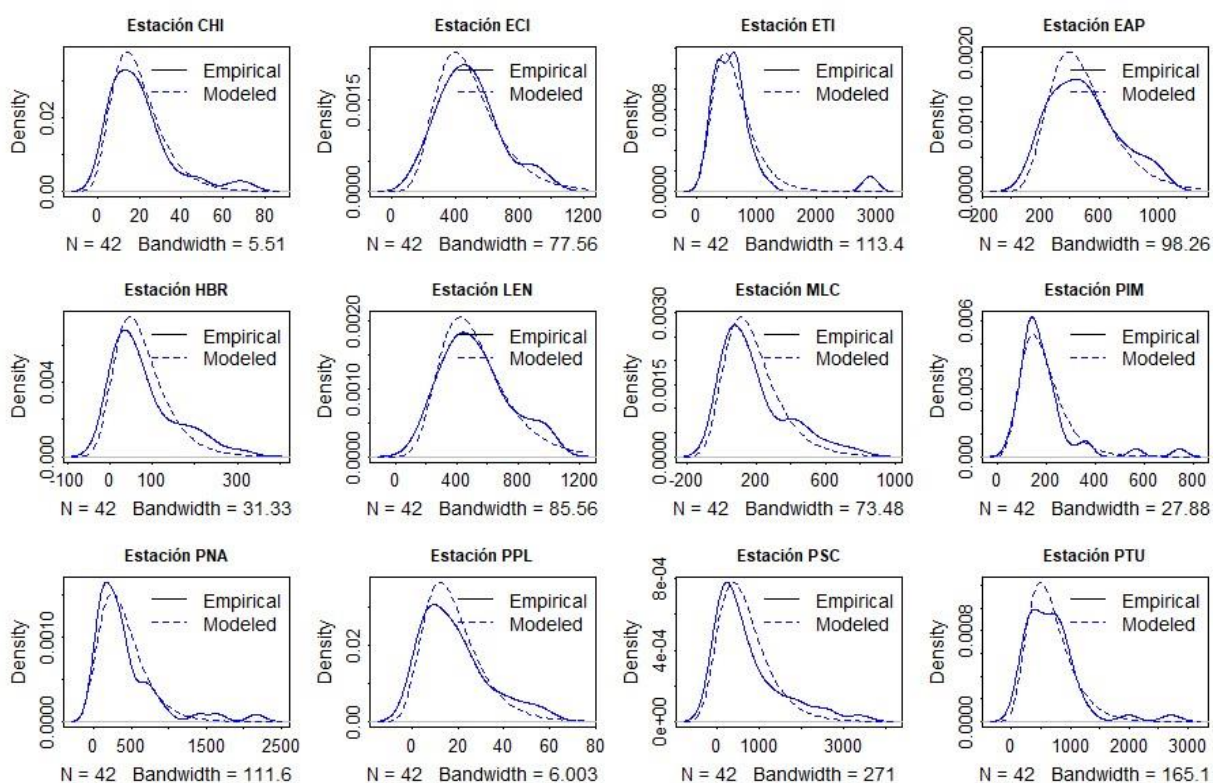 Estación CHI
Density
0.00
0.02
Empirical
Modeled
0 20 40 60 80
N = 42 Bandwidth = 5.51
Estación ECI
Density
0.0000
0.0015
Empirical
Modeled
0 400 800 1200
N = 42 Bandwidth = 77.56
Estación ETI
Density
0.0000
0.0008
Empirical
Modeled
0 1000 2000 3000
N = 42 Bandwidth = 113.4
Estación EAP
Density
0.0000
0.0010
0.0020
Empirical
Modeled
-200 200 600 1000
N = 42 Bandwidth = 98.26
Estación HBR
Density
0.000
0.004
Empirical
Modeled
-100 0 100 300
N = 42 Bandwidth = 31.33
Estación LEN
Density
0.0000
0.0010
0.0020
Empirical
Modeled
0 400 800 1200
N = 42 Bandwidth = 85.56
Estación MLC
Density
0.0000
0.0015
0.0030
Empirical
Modeled
-200 200 600 1000
N = 42 Bandwidth = 73.48
Estación PIM
Density
0.000
0.003
0.006
Empirical
Modeled
0 200 400 600 800
N = 42 Bandwidth = 27.88
Estación PNA
Density
0.0000
0.0010
Empirical
Modeled
0 500 1500 2500
N = 42 Bandwidth = 111.6
Estación PPL
Density
0.00
0.02
Empirical
Modeled
0 20 40 60 80
N = 42 Bandwidth = 6.003
Estación PSC
Density
0e+00
4e-04
8e-04
Empirical
Modeled
0 1000 3000
N = 42 Bandwidth = 271
Estación PTU
Density
0.0000
0.0008
Empirical
Modeled
0 1000 2000 3000
N = 42 Bandwidth = 165.1